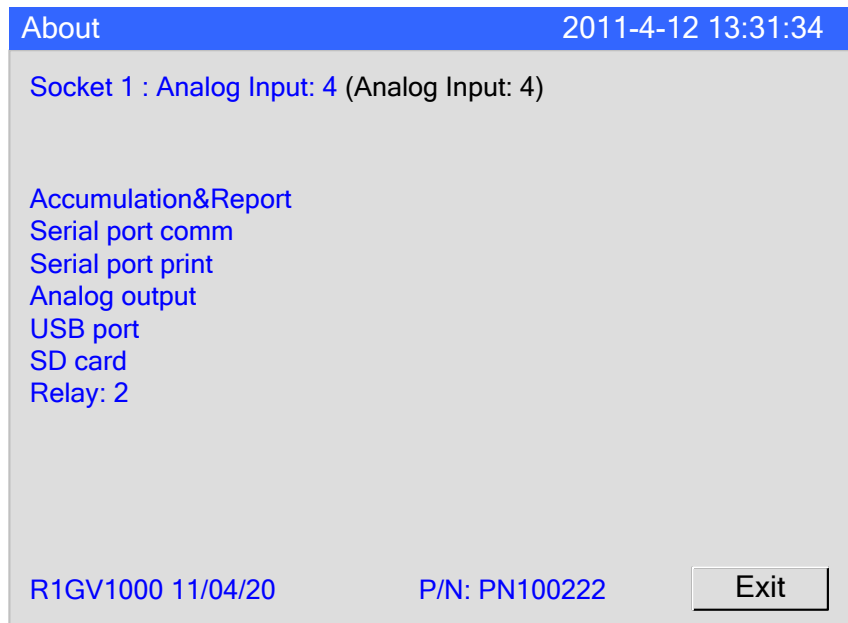 About 2011-4-12 13:31:34
Socket 1 : Analog Input: 4 (Analog Input: 4)
Accumulation&Report
Serial port comm
Serial port print
Analog output
USB port
SD card
Relay: 2
R1GV1000 11/04/20 P/N: PN100222 Exit